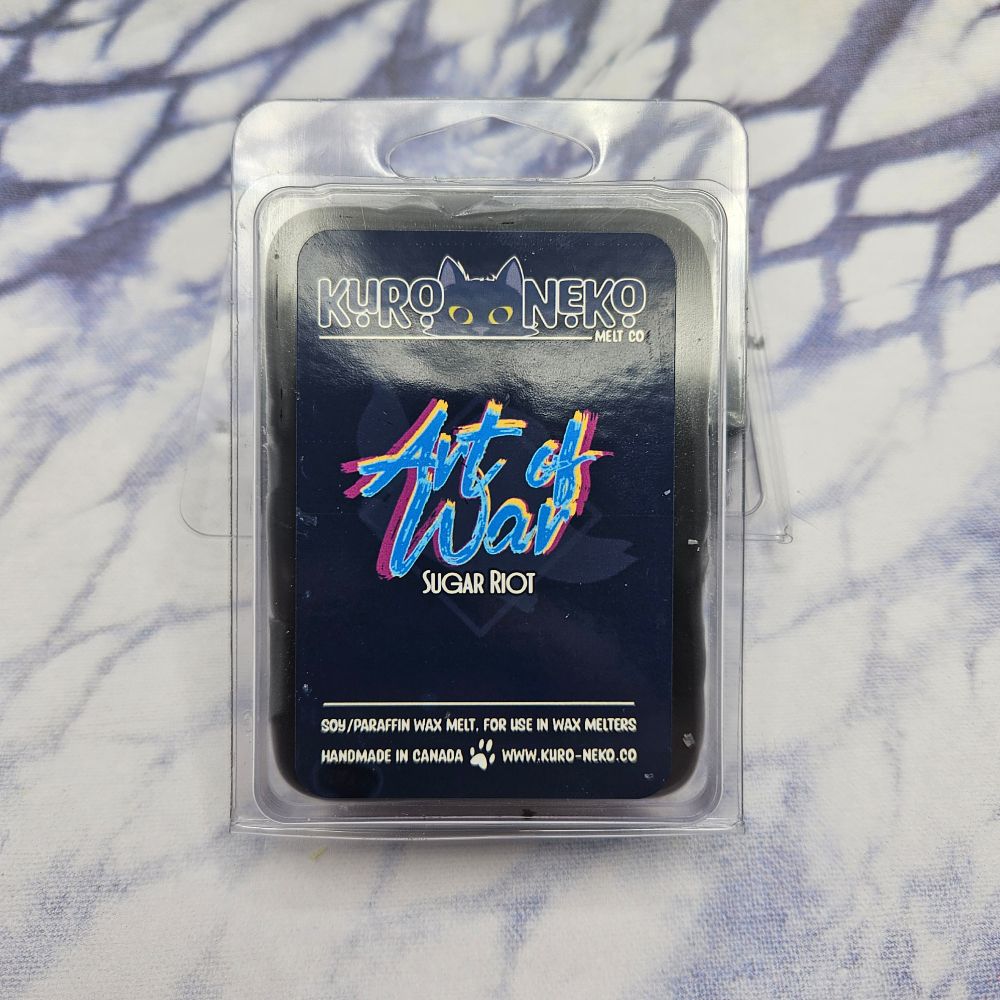 KURO NEKO
MELT CO
Art of
War
SUGAR RIOT
SOY/PARAFFIN WAX MELT. FOR USE IN WAX MELTERS
HANDMADE IN CANADA WWW.KURO-NEKO.CO